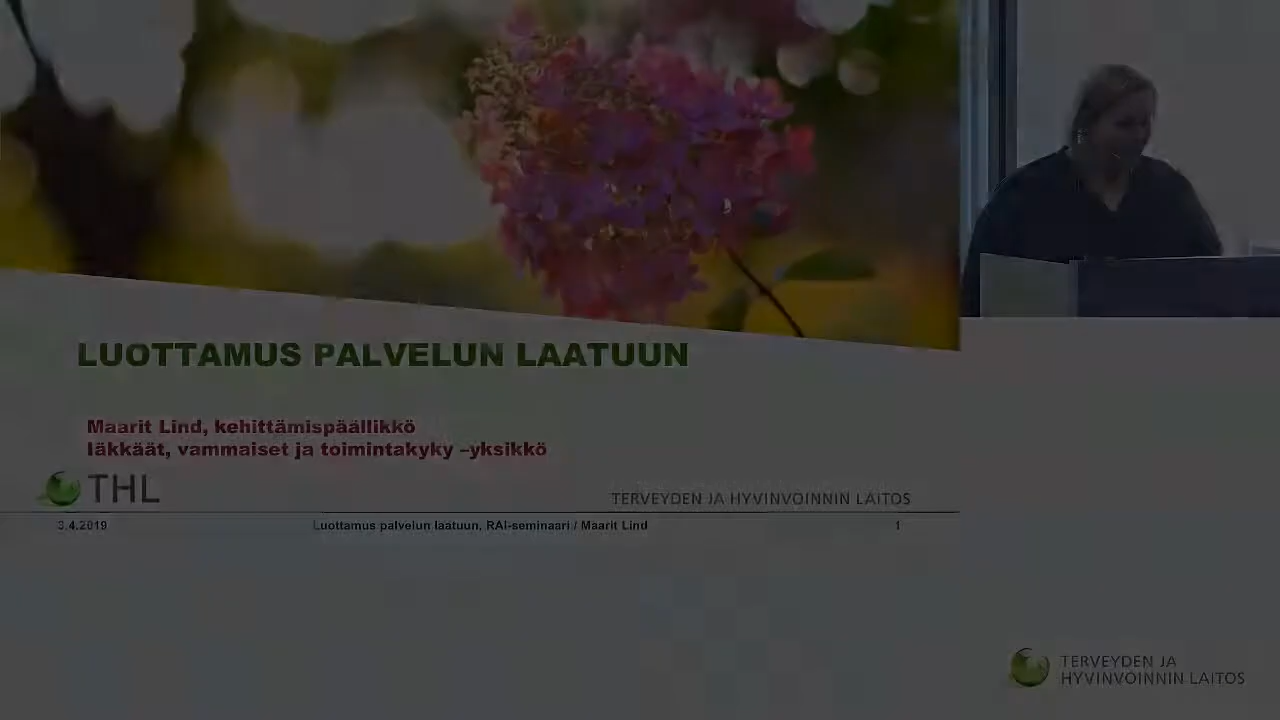 LUOTTAMUS PALVELUN LAATUUN
Maarit Lind, kehittämispäällikkö
Iäkkäät, vammaiset ja toimintakyky –yksikkö
THL
TERVEYDEN JA HYVINVOINNIN LAITOS
3.4.2019
Luottamus palvelun laatuun, RAI-seminaari / Maarit Lind
1
TERVEYDEN JA
HYVINVOINNIN LAITOS